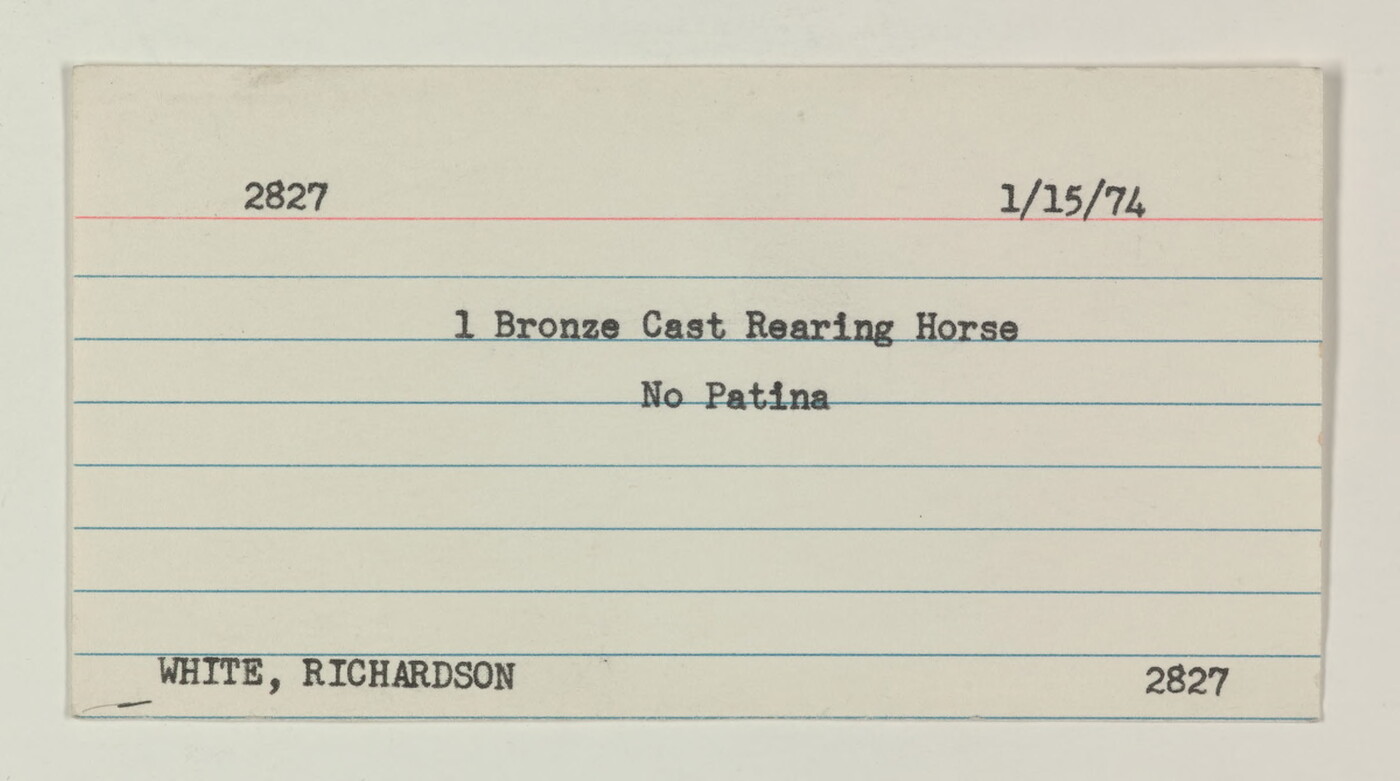 2827 1/15/74
1 Bronze Cast Rearing Horse
No Patina
WHITE, RICHARDSON 2827